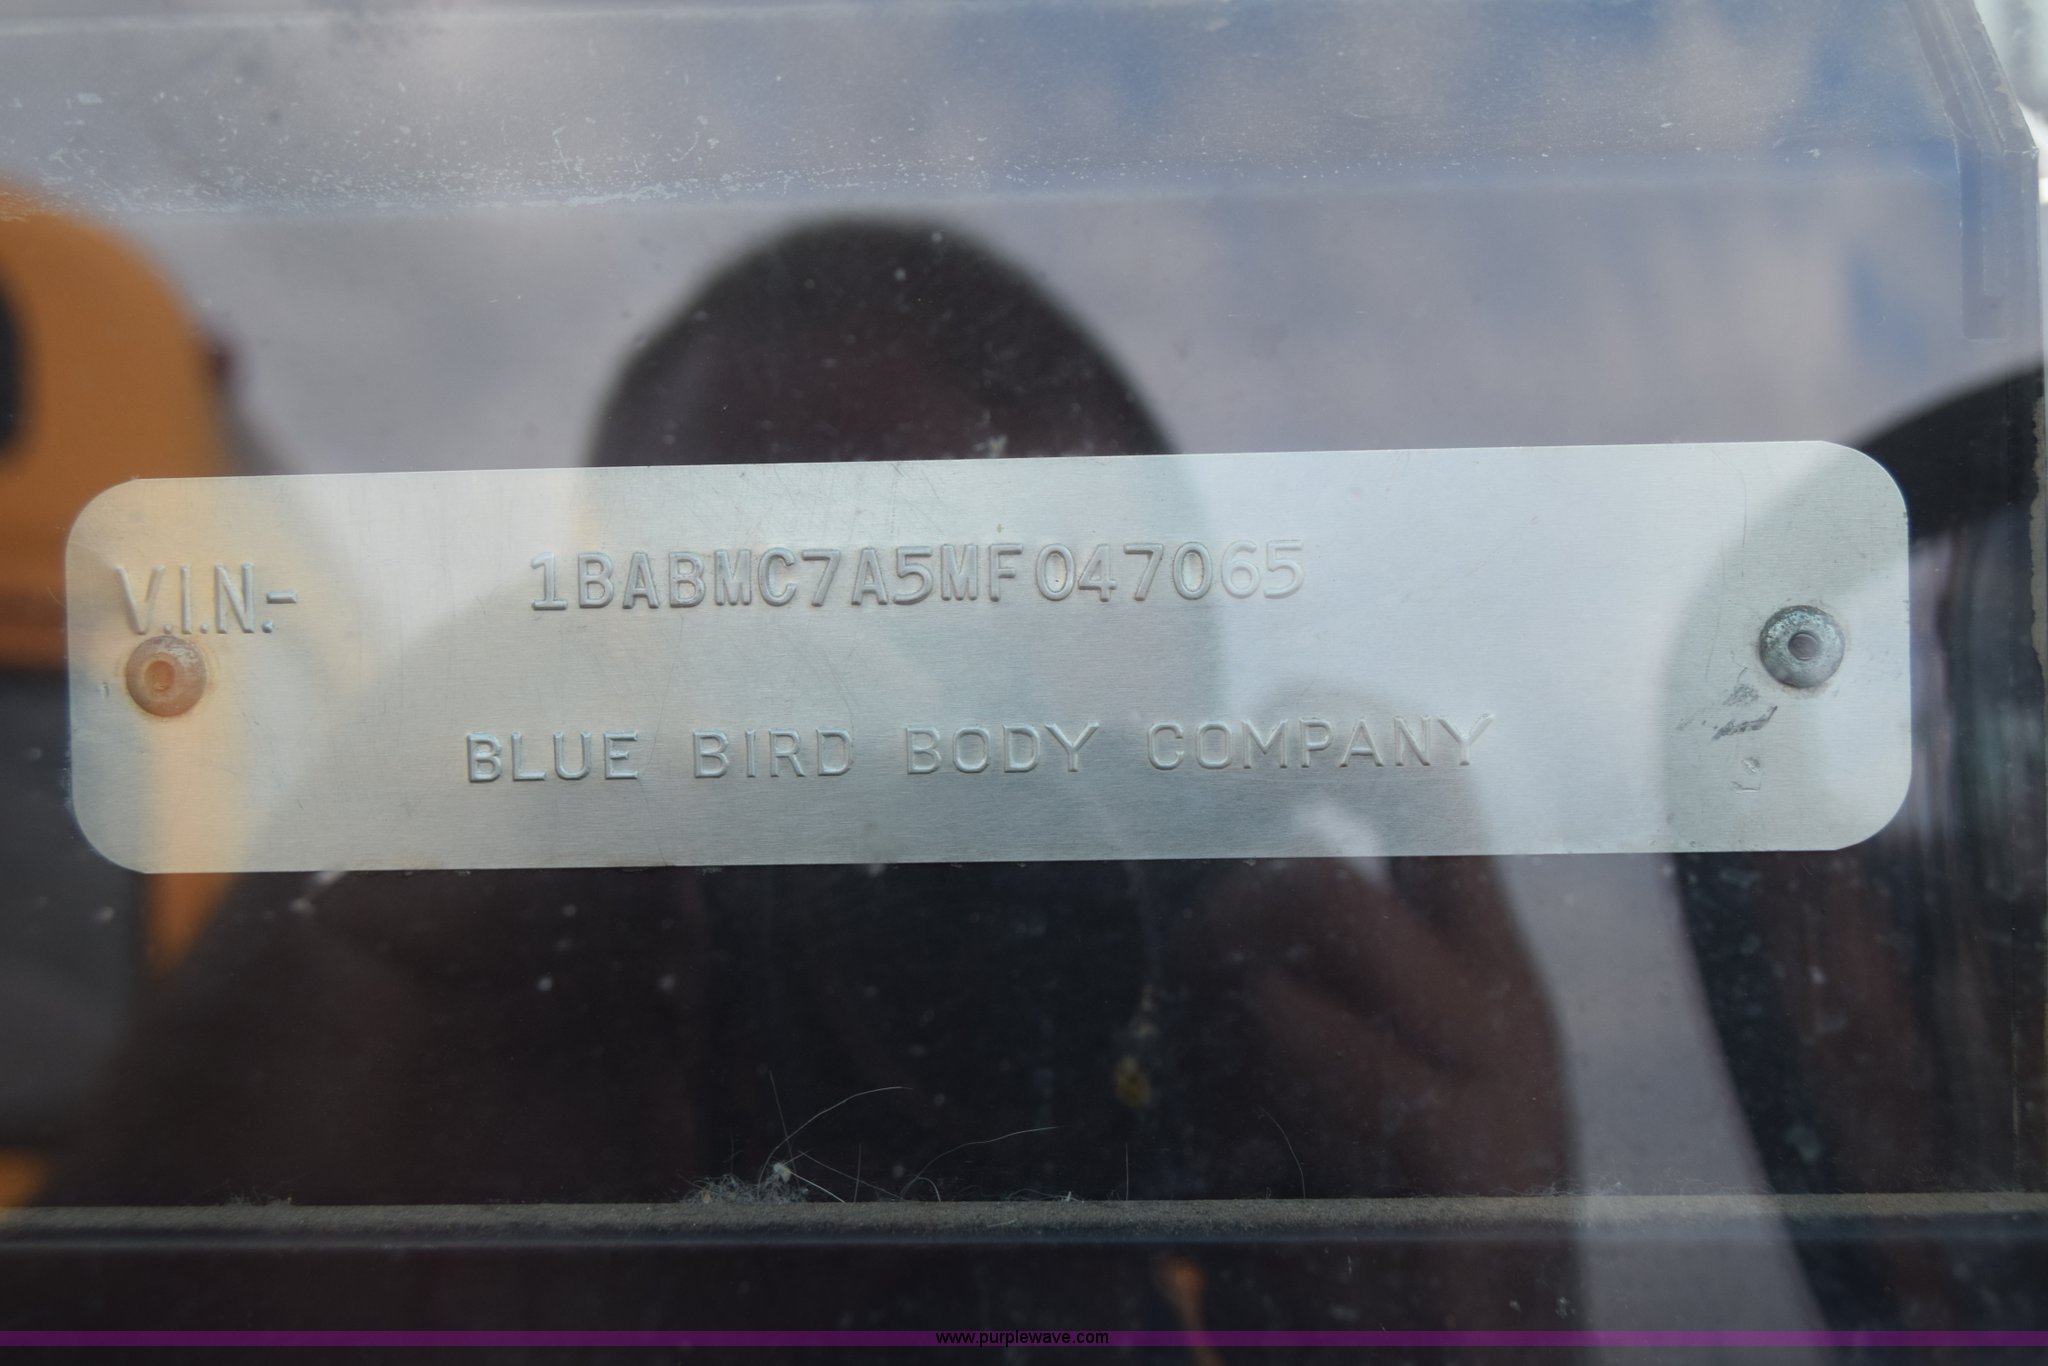 V.I.N.- 1BABMC7A5MF047065
BLUE BIRD BODY COMPANY
www.purplewave.com